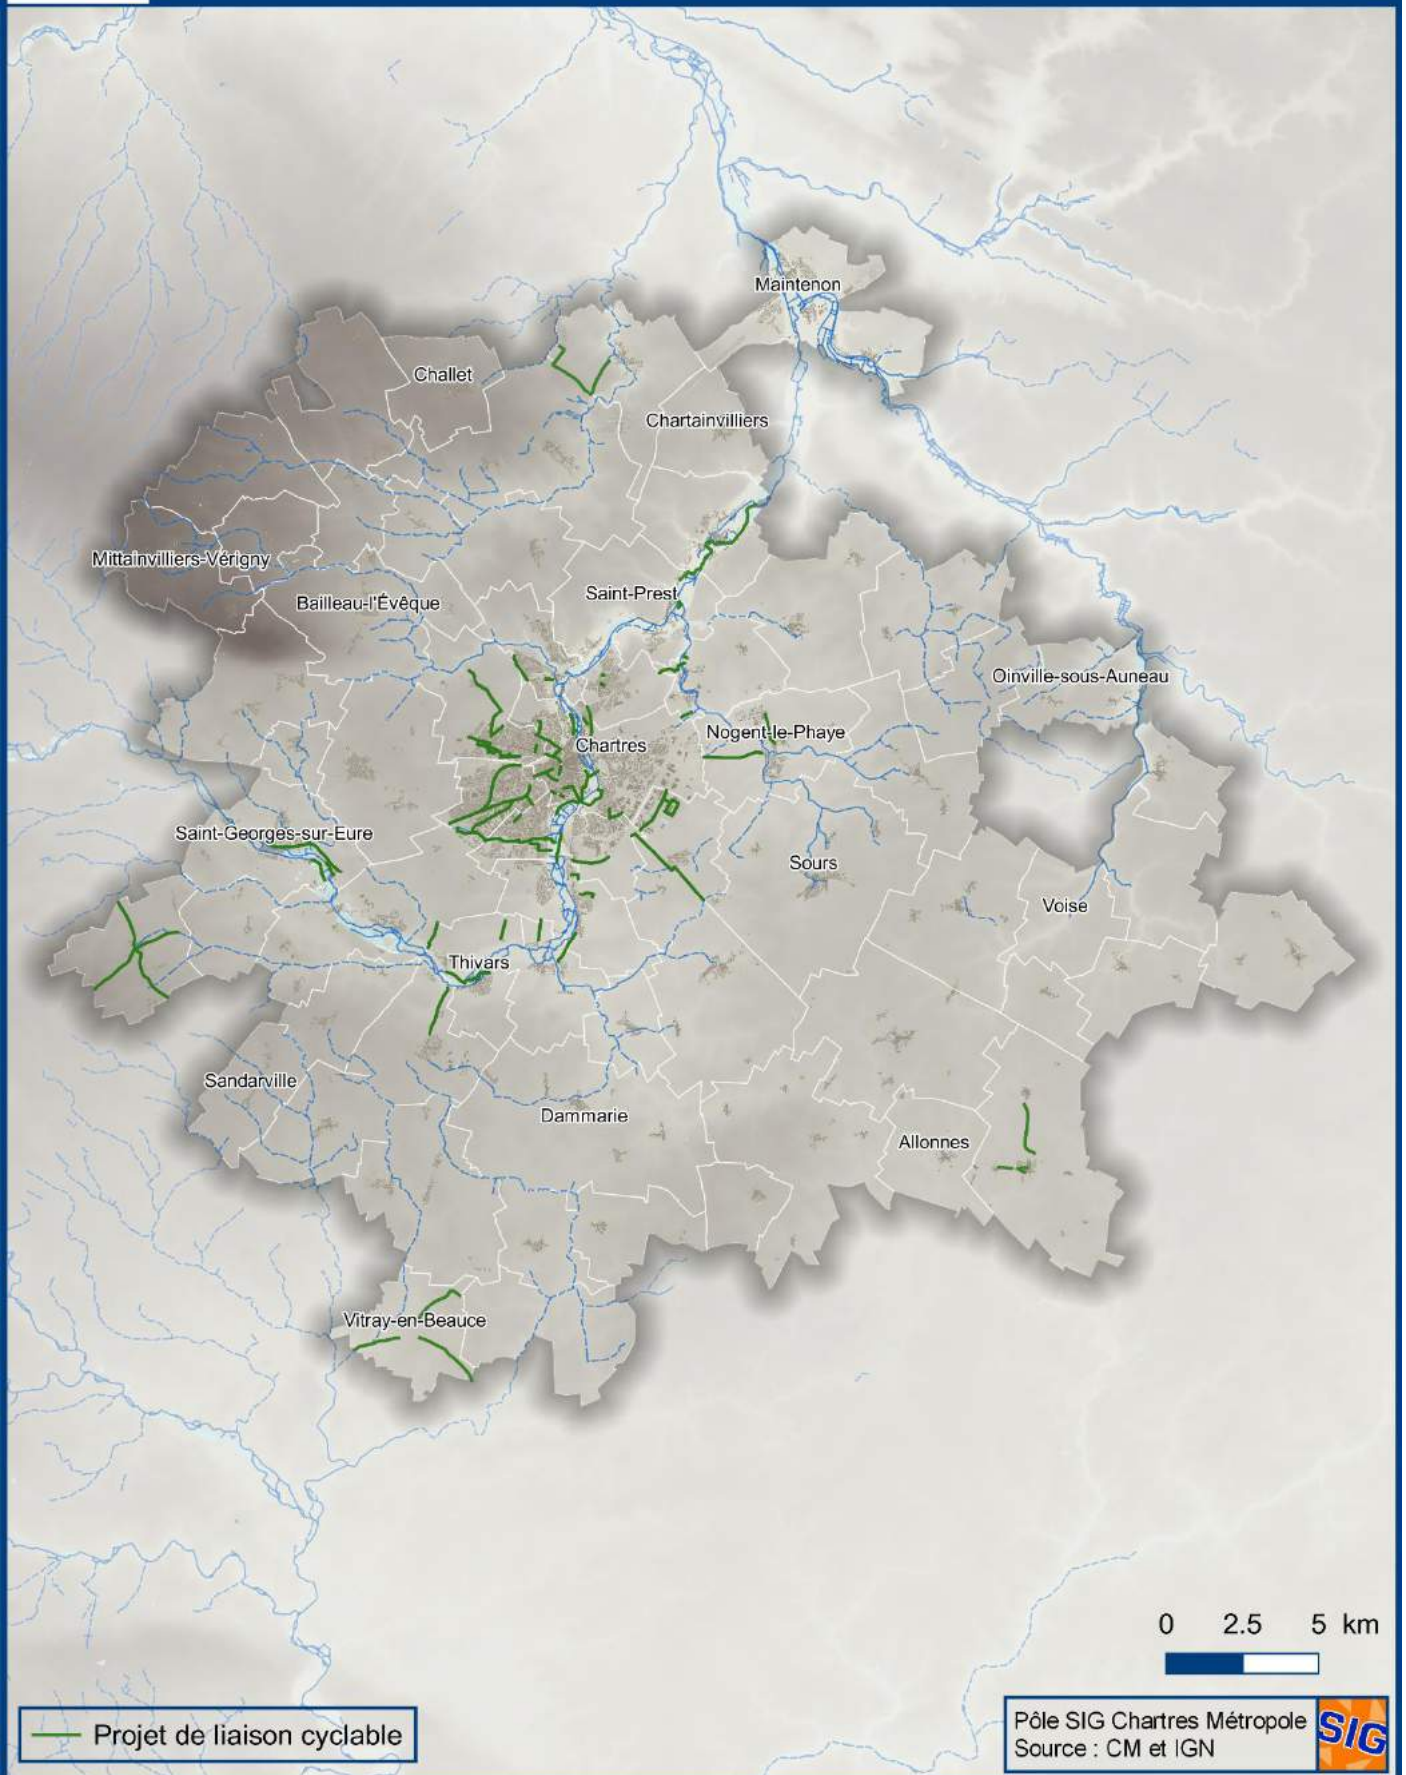 Maintenon
Challet
Chartainvilliers
Mittainvilliers-Vérigny
Saint-Prest
Bailleau-l'Évêque
Oinville-sous-Auneau
Nogent-le-Phaye
Chartres
Saint-Georges-sur-Eure
Sours
Voise
Thivars
Sandarville
Dammarie
Allonnes
Vitray-en-Beauce
0 2.5 5 km
Projet de liaison cyclable
Pôle SIG Chartres Métropole
Source : CM et IGN
SIG